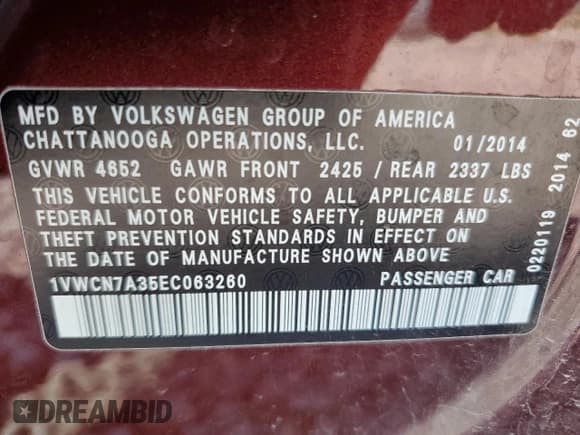 MFD BY VOLKSWAGEN GROUP OF AMERICA
CHATTANOOGA OPERATIONS, LLC. 01/2014
GVWR 4652 GAWR FRONT 2425 / REAR 2337 LBS
THIS VEHICLE CONFORMS TO ALL APPLICABLE U.S.
FEDERAL MOTOR VEHICLE SAFETY, BUMPER AND
THEFT PREVENTION STANDARDS IN EFFECT ON
THE DATE OF MANUFACTURE SHOWN ABOVE.
1VWCN7A35EC063260 PASSENGER CAR
0220119 2014 62
DREAMBID